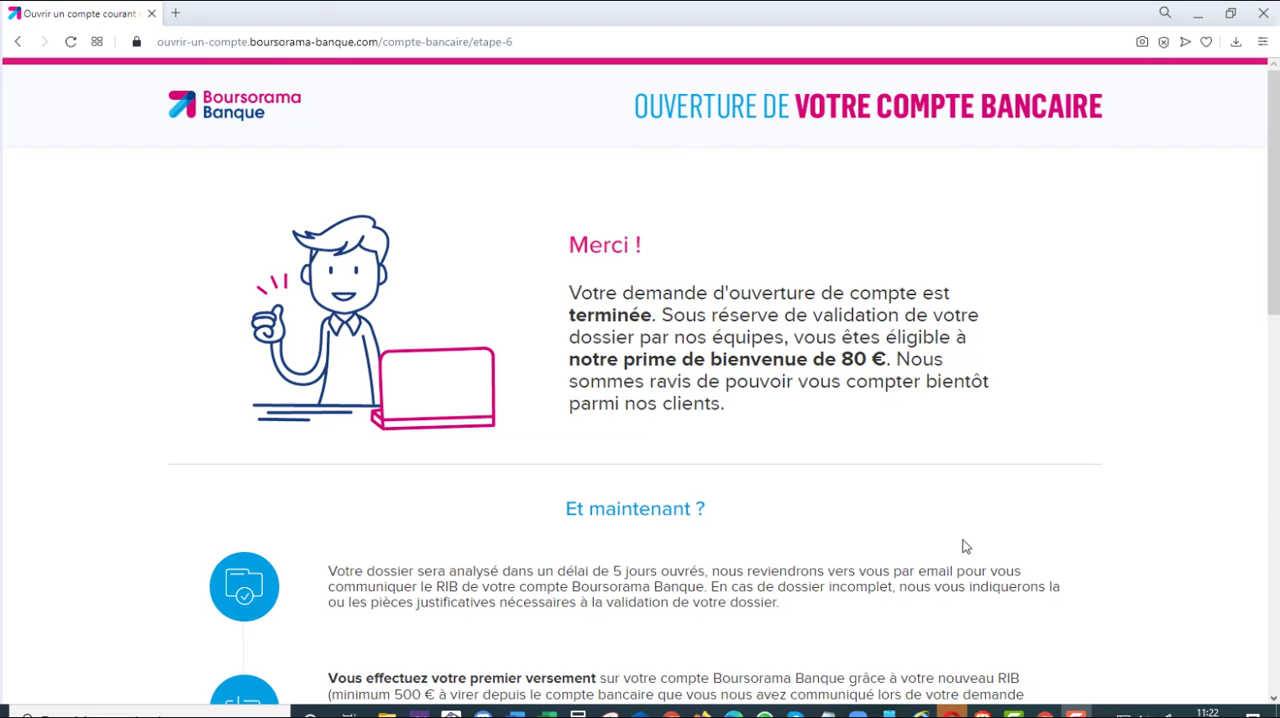 Ouvrir un compte courant
ouvrir-un-compte.boursorama-banque.com/compte-bancaire/etape-6
Boursorama
Banque
OUVERTURE DE VOTRE COMPTE BANCAIRE
Merci !
Votre demande d'ouverture de compte est
terminée. Sous réserve de validation de votre
dossier par nos équipes, vous êtes éligible à
notre prime de bienvenue de 80 €. Nous
sommes ravis de pouvoir vous compter bientôt
parmi nos clients.
Et maintenant ?
Votre dossier sera analysé dans un délai de 5 jours ouvrés, nous reviendrons vers vous par email pour vous
communiquer le RIB de votre compte Boursorama Banque. En cas de dossier incomplet, nous vous indiquerons la
ou les pièces justificatives nécessaires à la validation de votre dossier.
Vous effectuez votre premier versement sur votre compte Boursorama Banque grâce à votre nouveau RIB
(minimum 500 € à virer depuis le compte bancaire que vous nous avez communiqué lors de votre demande
11:22